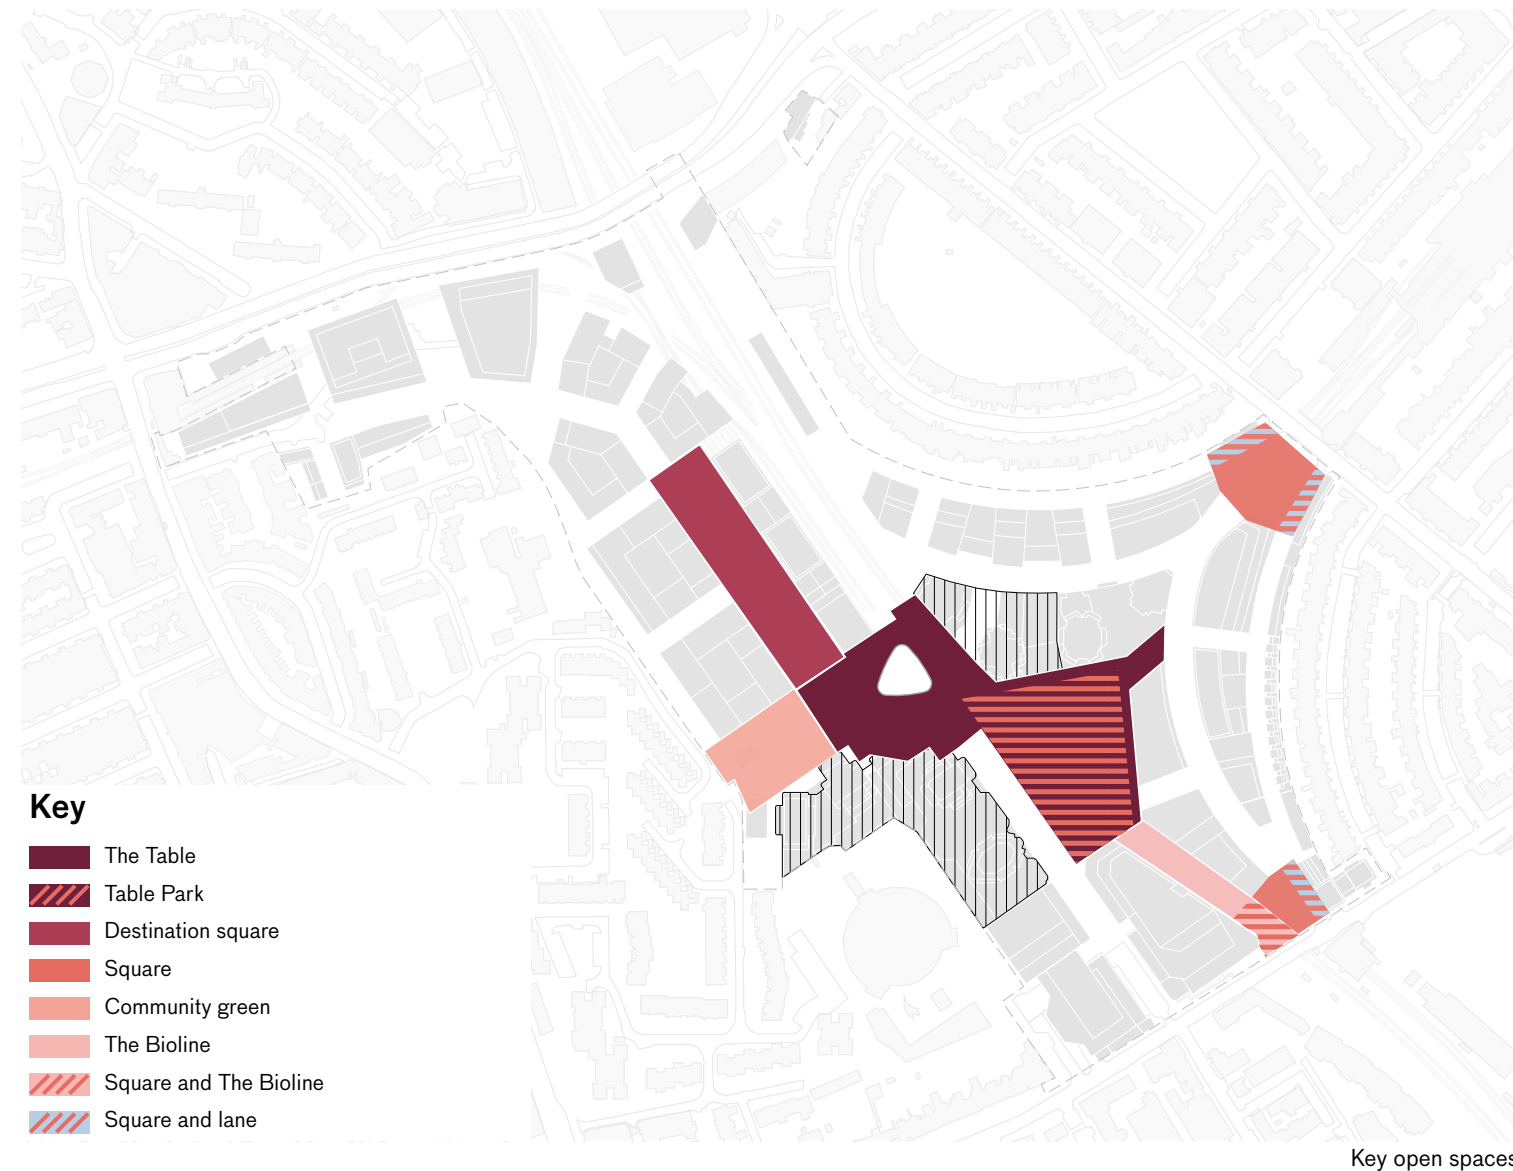 Key
The Table
Table Park
Destination square
Square
Community green
The Bioline
Square and The Bioline
Square and lane
Key open spaces